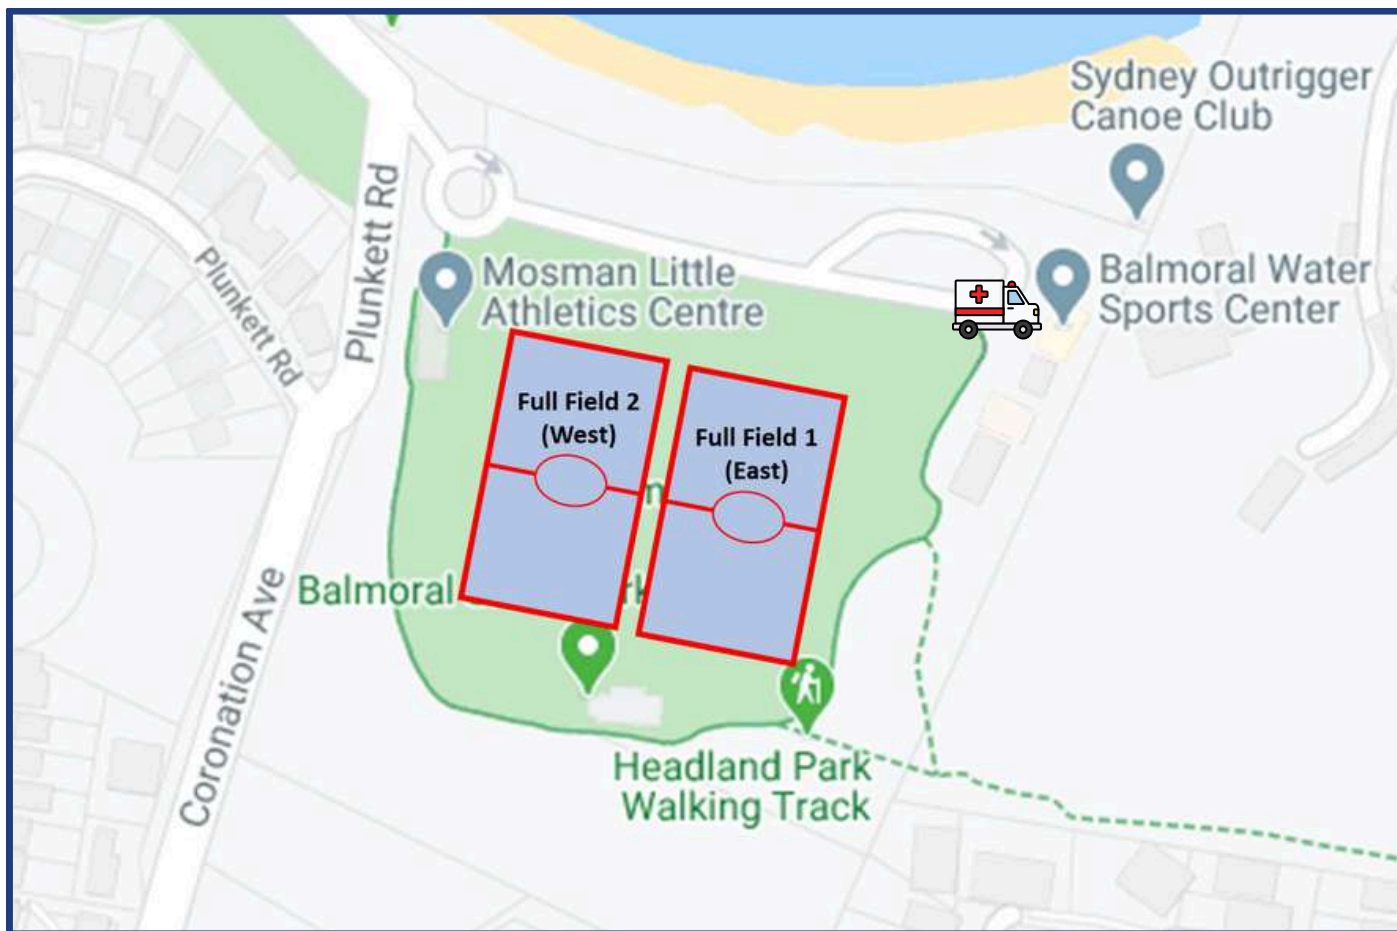 Sydney Outrigger
Canoe Club
Plunkett Rd
Plunkett Rd
Mosman Little
Athletics Centre
Balmoral Water
Sports Center
Full Field 2
(West)
Full Field 1
(East)
Balmoral
Coronation Ave
Headland Park
Walking Track